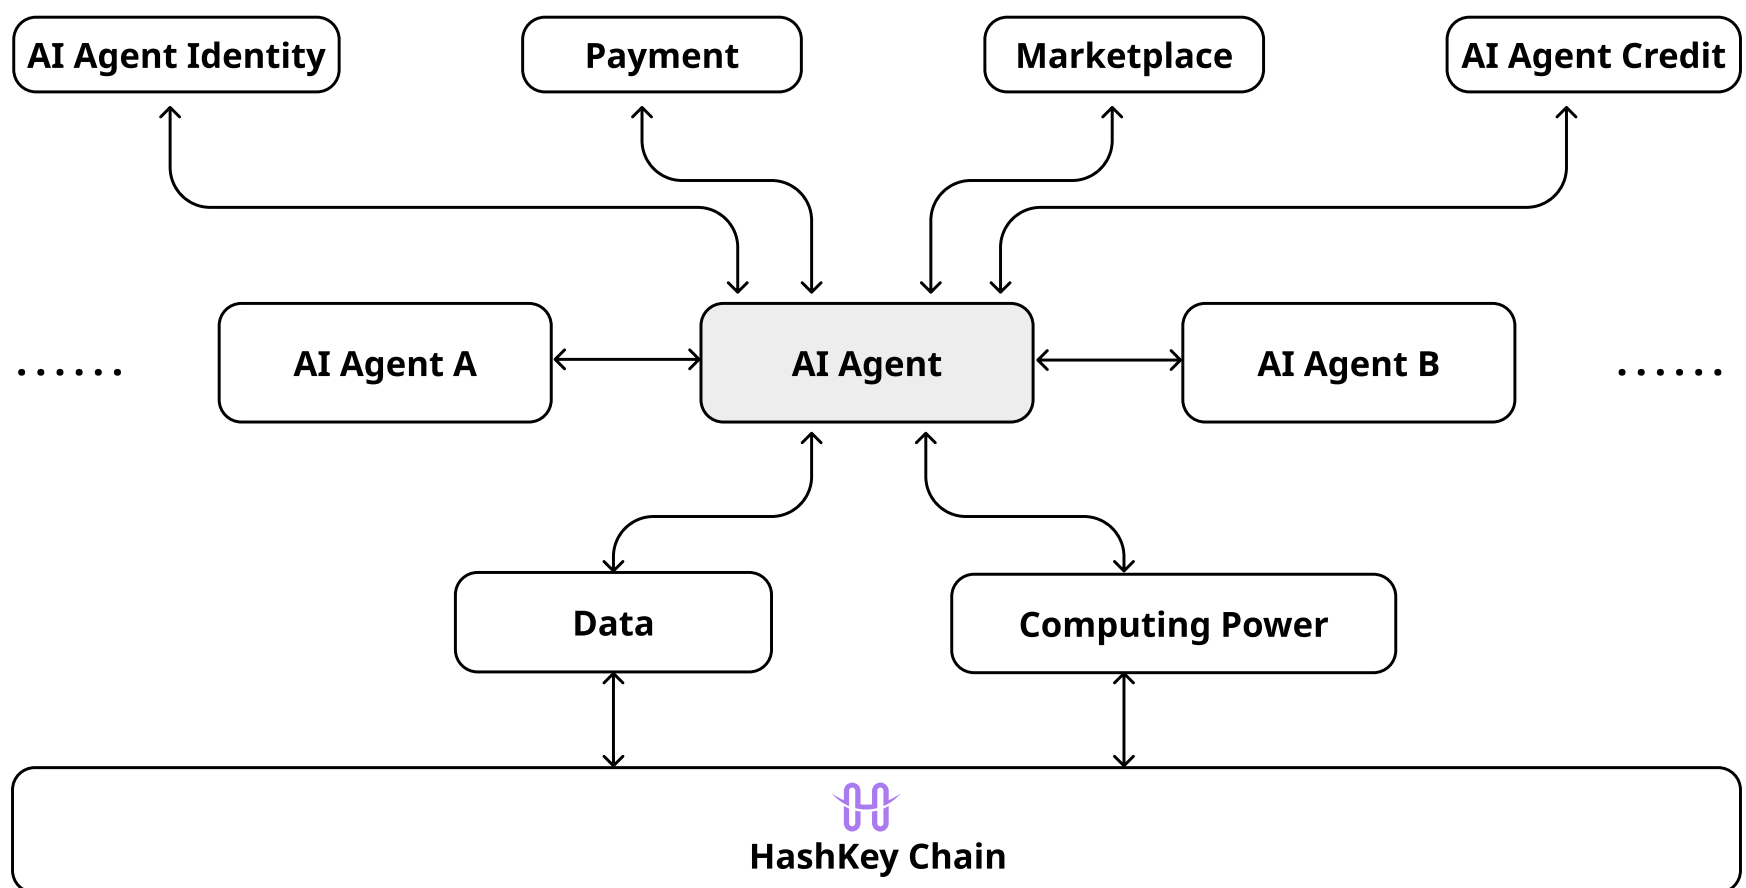 AI Agent Identity
Payment
Marketplace
AI Agent Credit
......
AI Agent A
AI Agent
AI Agent B
......
Data
Computing Power
HashKey Chain